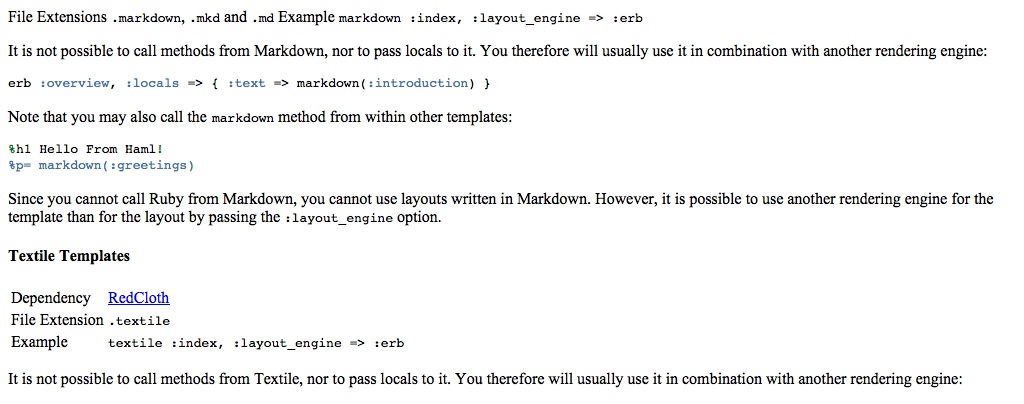 File Extensions .markdown, .mkd and .md Example markdown :index, :layout_engine => :erb
It is not possible to call methods from Markdown, nor to pass locals to it. You therefore will usually use it in combination with another rendering engine:
erb :overview, :locals => { :text => markdown(:introduction) }
Note that you may also call the markdown method from within other templates:
%h1 Hello From Haml!
%p= markdown(:greetings)
Since you cannot call Ruby from Markdown, you cannot use layouts written in Markdown. However, it is possible to use another rendering engine for the
template than for the layout by passing the :layout_engine option.
Textile Templates
Dependency RedCloth
File Extension .textile
Example textile :index, :layout_engine => :erb
It is not possible to call methods from Textile, nor to pass locals to it. You therefore will usually use it in combination with another rendering engine: